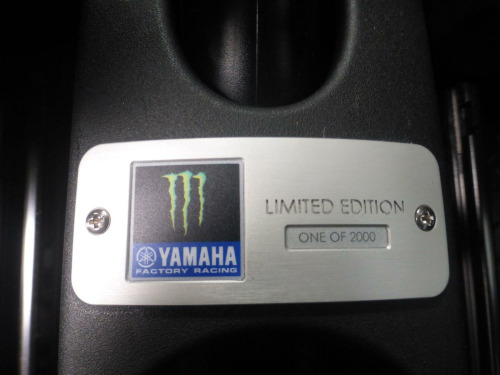 LIMITED EDITION
ONE OF 2000
YAMAHA
FACTORY RACING